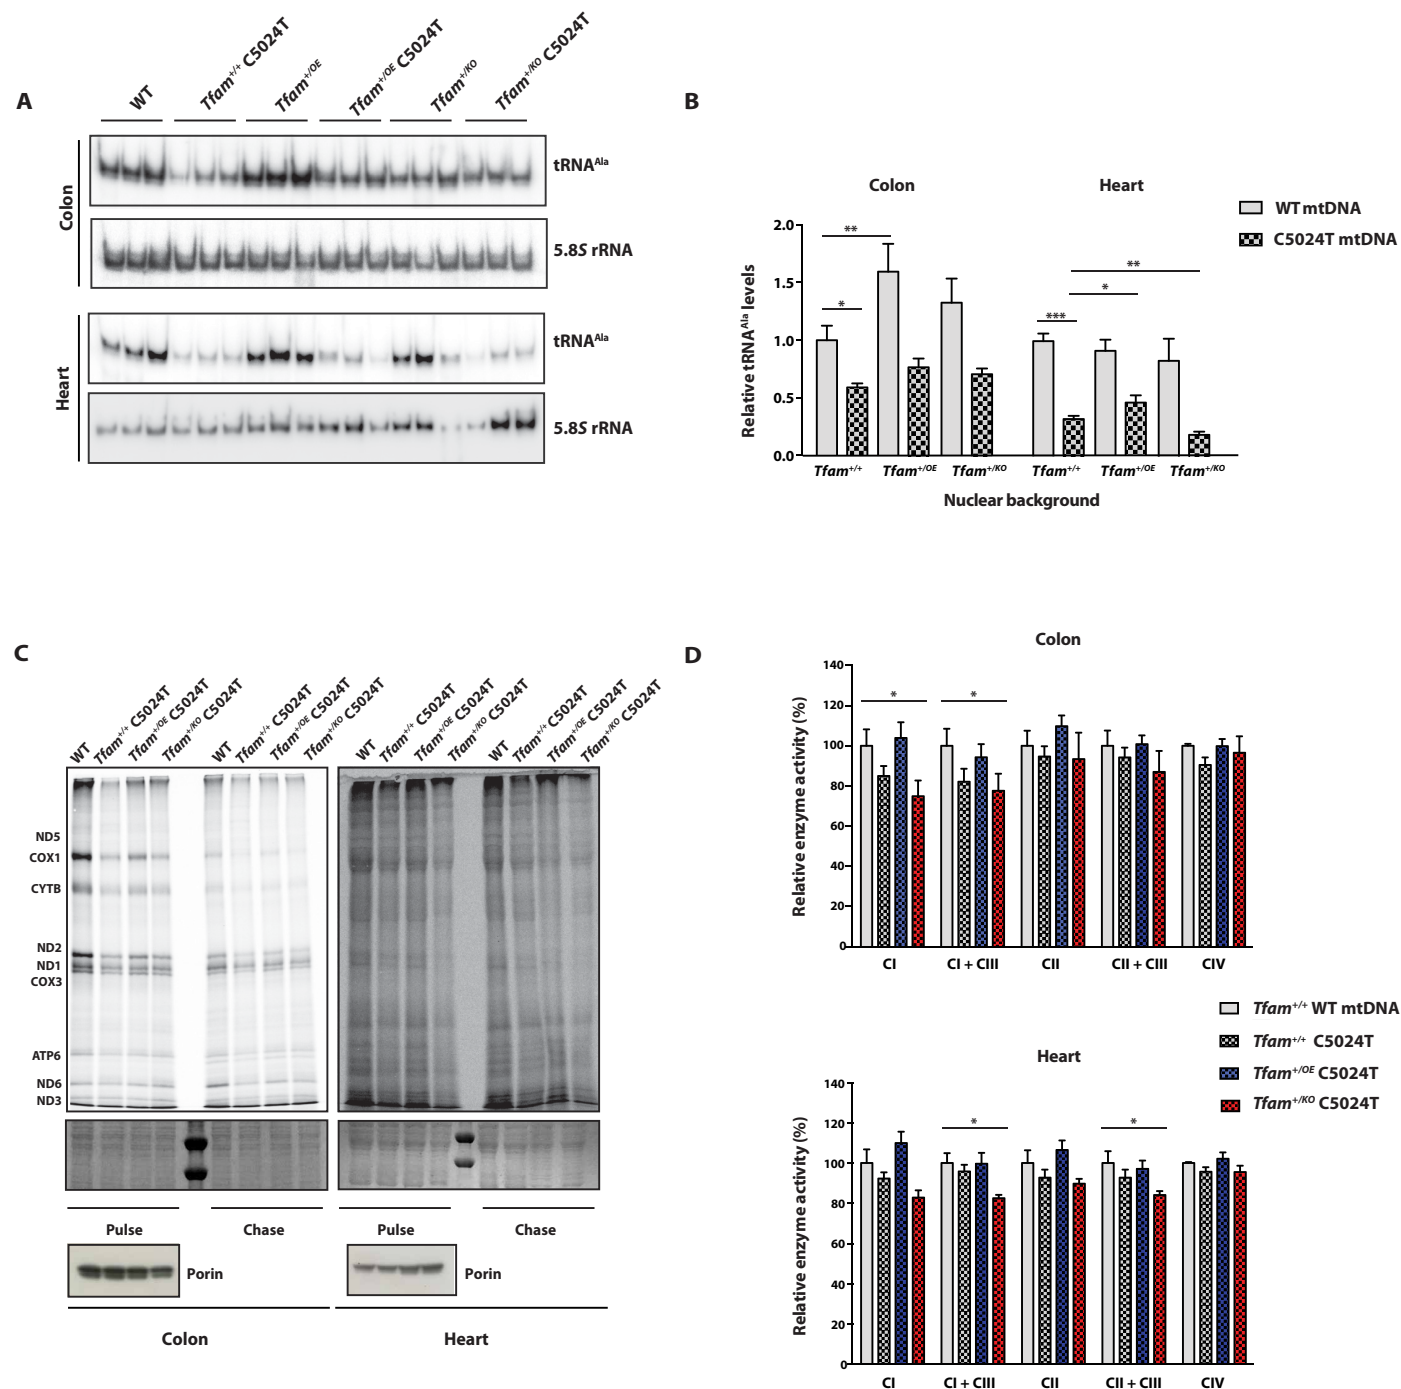 A
WT
Tfam+/+ C5024T
Tfam+/OE
Tfam+/OE C5024T
Tfam+/KO
Tfam+/KO C5024T
Colon
tRNAAla
5.8S rRNA
Heart
tRNAAla
5.8S rRNA
B
Colon
Heart
WT mtDNA
C5024T mtDNA
Relative tRNAAla levels
2.0
1.5
1.0
0.5
0.0
**
*
***
*
**
Tfam+/+
Tfam+/OE
Tfam+/KO
Tfam+/+
Tfam+/OE
Tfam+/KO
Nuclear background
C
WT
Tfam+/+ C5024T
Tfam+/OE C5024T
Tfam+/KO C5024T
WT
Tfam+/+ C5024T
Tfam+/OE C5024T
Tfam+/KO C5024T
WT
Tfam+/+ C5024T
Tfam+/OE C5024T
Tfam+/KO C5024T
WT
Tfam+/+ C5024T
Tfam+/OE C5024T
Tfam+/KO C5024T
ND5
COX1
CYTB
ND2
ND1
COX3
ATP6
ND6
ND3
Pulse
Chase
Pulse
Chase
Porin
Porin
Colon
Heart
D
Colon
Relative enzyme activity (%)
140
120
100
80
60
40
20
0
*
*
CI
CI + CIII
CII
CII + CIII
CIV
Tfam+/+ WT mtDNA
Tfam+/+ C5024T
Tfam+/OE C5024T
Tfam+/KO C5024T
Heart
Relative enzyme activity (%)
140
120
100
80
60
40
20
0
*
*
CI
CI + CIII
CII
CII + CIII
CIV